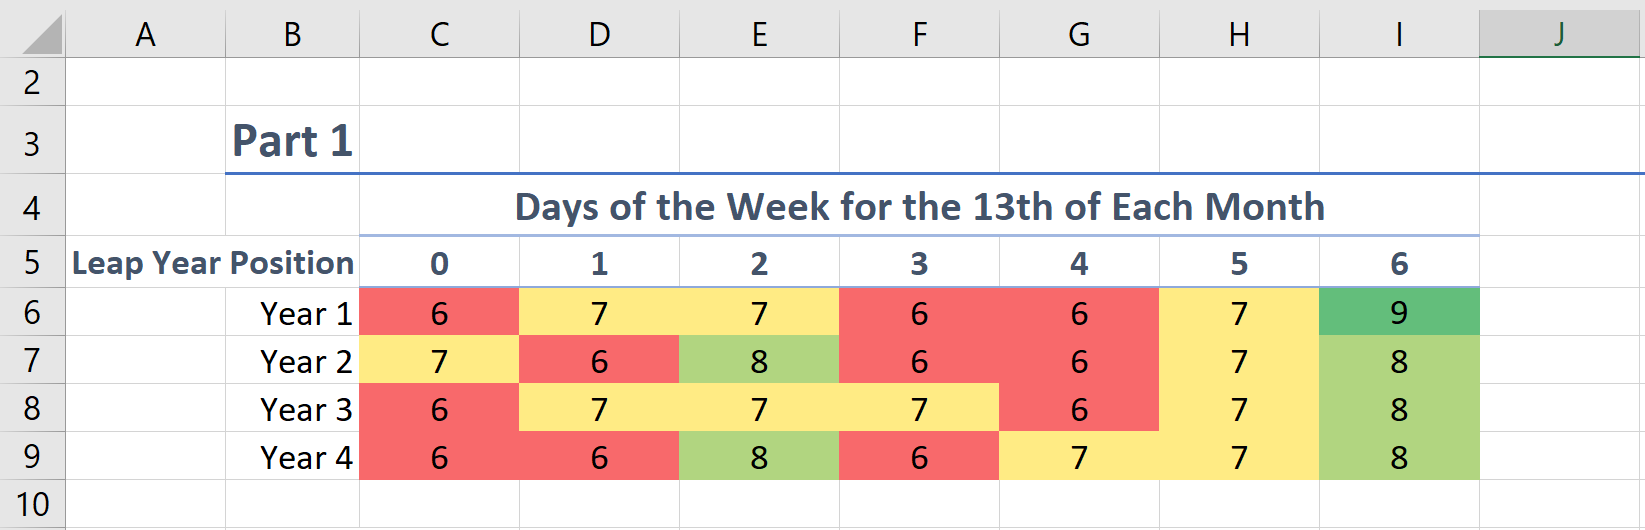 A B C D E F G H I J
2
3 Part 1
4 Days of the Week for the 13th of Each Month
5 Leap Year Position 0 1 2 3 4 5 6
6 Year 1 6 7 7 6 6 7 9
7 Year 2 7 6 8 6 6 7 8
8 Year 3 6 7 7 7 6 7 8
9 Year 4 6 6 8 6 7 7 8
10